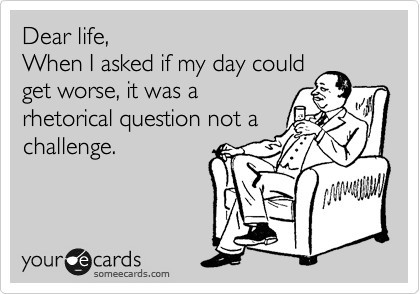 Dear life,
When I asked if my day could
get worse, it was a
rhetorical question not a
challenge.
your e cards
someecards.com